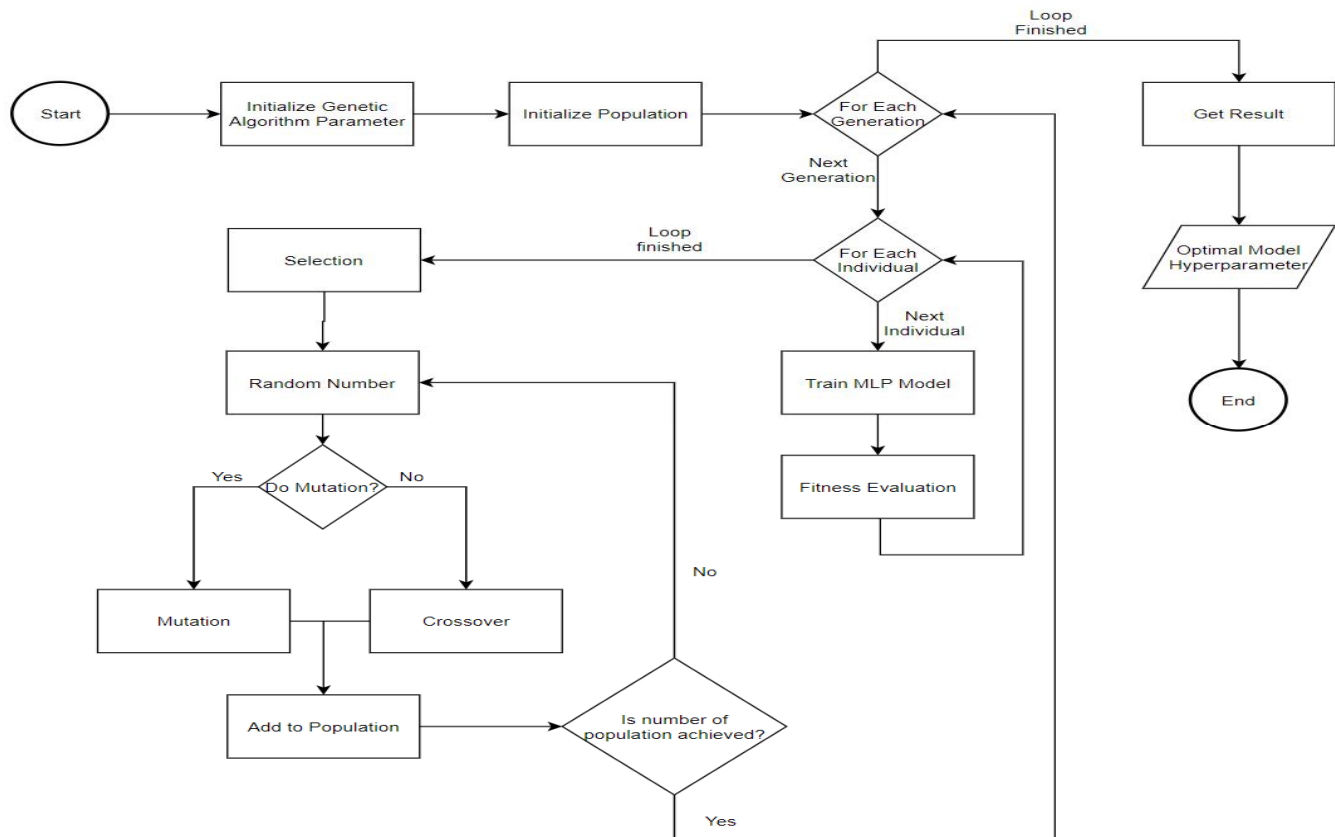 Loop
Finished
Start
Initialize Genetic
Algorithm Parameter
Initialize Population
For Each
Generation
Get Result
Next
Generation
Selection
Loop
finished
For Each
Individual
Optimal Model
Hyperparameter
Next
Individual
Random Number
Train MLP Model
End
Yes
Do Mutation?
No
Fitness Evaluation
No
Mutation
Crossover
Add to Population
Is number of
population achieved?
Yes